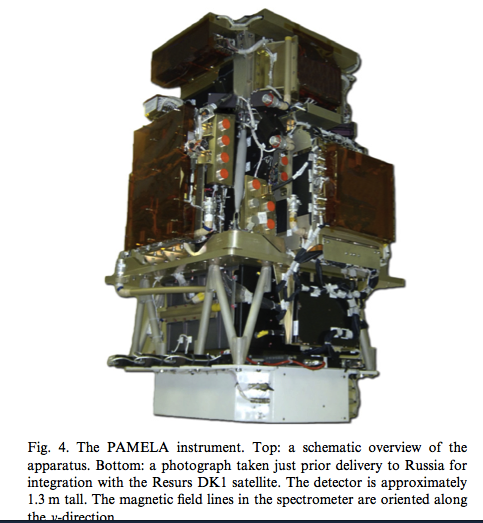 Fig. 4. The PAMELA instrument. Top: a schematic overview of the
apparatus. Bottom: a photograph taken just prior delivery to Russia for
integration with the Resurs DK1 satellite. The detector is approximately
1.3 m tall. The magnetic field lines in the spectrometer are oriented along
the y-direction